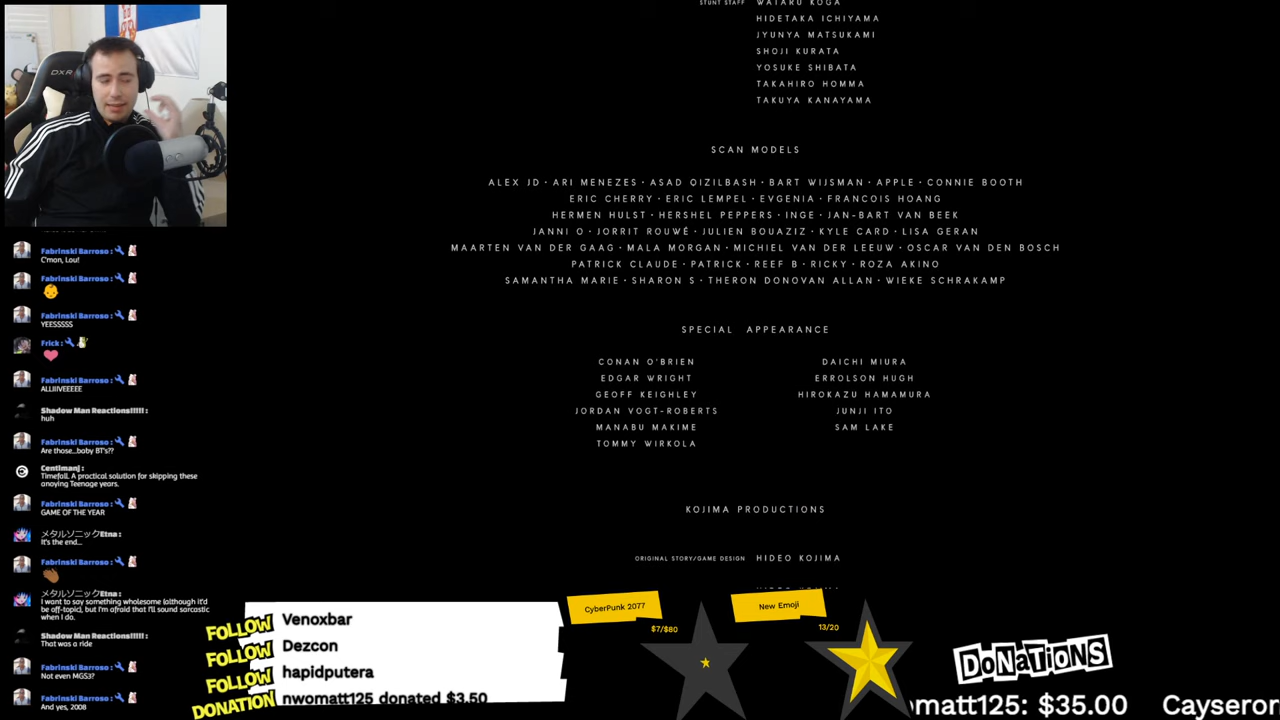 DXR
STUNT STAFF WATARU KOGA
HIDETAKA ICHIYAMA
JYUNYA MATSUKAMI
SHOJI KURATA
YOSUKE SHIBATA
TAKAHIRO HOMMA
TAKUYA KANAYAMA
SCAN MODELS
ALEX JD · ARI MENEZES · ASAD QIZILBASH · BART WIJSMAN · APPLE · CONNIE BOOTH
ERIC CHERRY · ERIC LEMPEL · EVGENIA · FRANCOIS HOANG
HERMEN HULST · HERSHEL PEPPERS · INGE · JAN-BART VAN BEEK
JANNI O · JORRIT ROUWÉ · JULIEN BOUAZIZ · KYLE CARD · LISA GERAN
MAARTEN VAN DER GAAG · MALA MORGAN · MICHIEL VAN DER LEEUW · OSCAR VAN DEN BOSCH
PATRICK CLAUDE · PATRICK · REEF B · RICKY · ROZA AKINO
SAMANTHA MARIE · SHARON S · THERON DONOVAN ALLAN · WIEKE SCHRAKAMP
SPECIAL APPEARANCE
CONAN O'BRIEN
EDGAR WRIGHT
GEOFF KEIGHLEY
JORDAN VOGT-ROBERTS
MANABU MAKIME
TOMMY WIRKOLA
DAICHI MIURA
ERROLSON HUGH
HIROKAZU HAMAMURA
JUNJI ITO
SAM LAKE
KOJIMA PRODUCTIONS
ORIGINAL STORY/GAME DESIGN HIDEO KOJIMA
Fabrinski Barroso :
C'mon, Lou!
Fabrinski Barroso :
Fabrinski Barroso :
YEESSSSS
Frick :
Fabrinski Barroso :
ALLIIIVEEEEE
Shadow Man Reactions!!!!! :
huh
Fabrinski Barroso :
Are those...baby BT's??
Centimanj :
Timefall. A practical solution for skipping these
anoying Teenage years.
Fabrinski Barroso :
GAME OF THE YEAR
メタルソニックEtna :
It's the end...
Fabrinski Barroso :
メタルソニックEtna :
I want to say something wholesome (although it'd
be off-topic), but I'm afraid that I'll sound sarcastic
when I do.
Shadow Man Reactions!!!!! :
That was a ride
Fabrinski Barroso :
Not even MGS3?
Fabrinski Barroso :
And yes, 2008
FOLLOW Venoxbar
FOLLOW Dezcon
FOLLOW hapidputera
DONATION nwomatt125 donated $3.50
CyberPunk 2077
$7/$80
New Emoji
13/20
DONATIONS
omatt125: $35.00 Cayseron